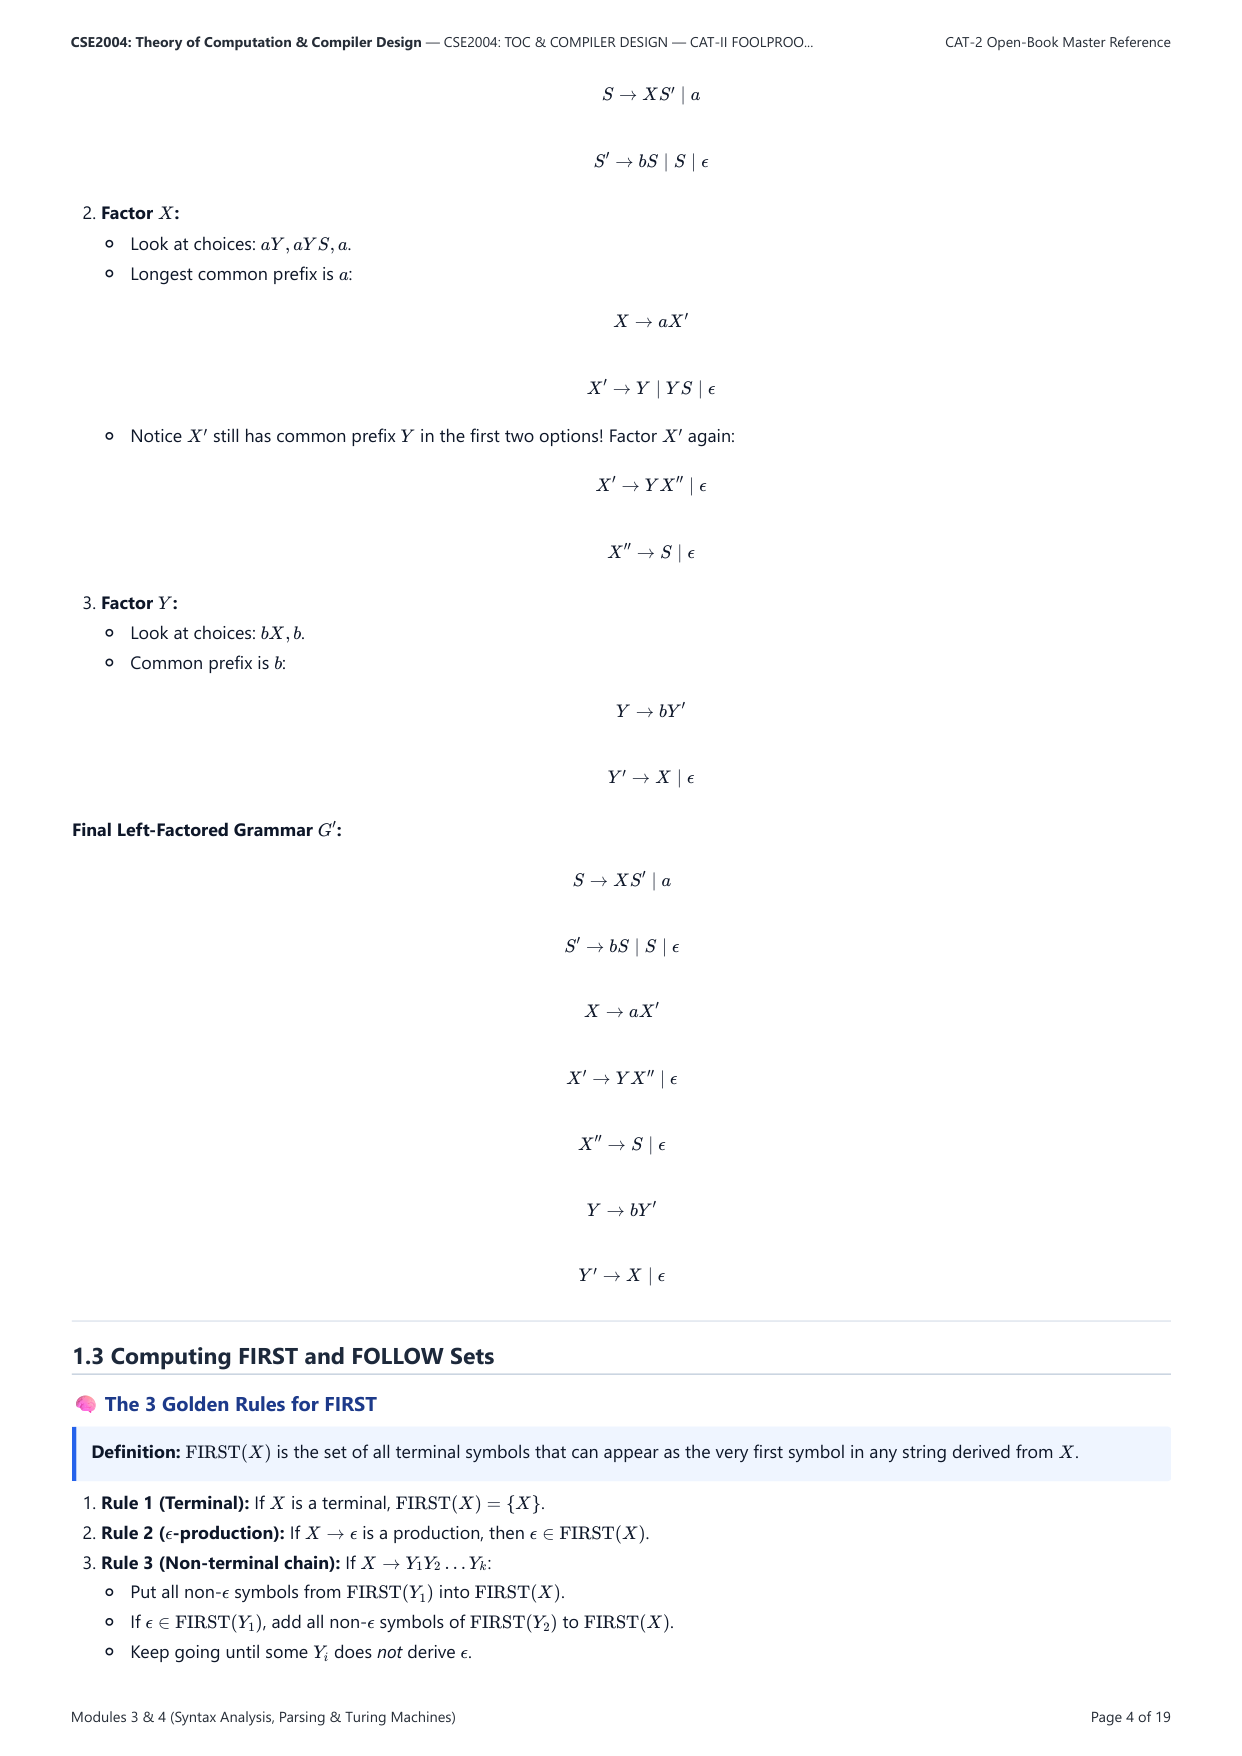 CSE2004: Theory of Computation & Compiler Design — CSE2004: TOC & COMPILER DESIGN — CAT-II FOOLPROO... CAT-2 Open-Book Master Reference
S → XS′ | a
S′ → bS | S | ϵ
2. Factor X:
Look at choices: aY, aYS, a.
Longest common prefix is a:
X → aX′
X′ → Y | YS | ϵ
Notice X′ still has common prefix Y in the first two options! Factor X′ again:
X′ → YX″ | ϵ
X″ → S | ϵ
3. Factor Y:
Look at choices: bX, b.
Common prefix is b:
Y → bY′
Y′ → X | ϵ
Final Left-Factored Grammar G′:
S → XS′ | a
S′ → bS | S | ϵ
X → aX′
X′ → YX″ | ϵ
X″ → S | ϵ
Y → bY′
Y′ → X | ϵ
1.3 Computing FIRST and FOLLOW Sets
🧠 The 3 Golden Rules for FIRST
Definition: FIRST(X) is the set of all terminal symbols that can appear as the very first symbol in any string derived from X.
1. Rule 1 (Terminal): If X is a terminal, FIRST(X) = {X}.
2. Rule 2 (ϵ-production): If X → ϵ is a production, then ϵ ∈ FIRST(X).
3. Rule 3 (Non-terminal chain): If X → Y₁Y₂…Yₖ:
Put all non-ϵ symbols from FIRST(Y₁) into FIRST(X).
If ϵ ∈ FIRST(Y₁), add all non-ϵ symbols of FIRST(Y₂) to FIRST(X).
Keep going until some Yᵢ does not derive ϵ.
Modules 3 & 4 (Syntax Analysis, Parsing & Turing Machines) Page 4 of 19